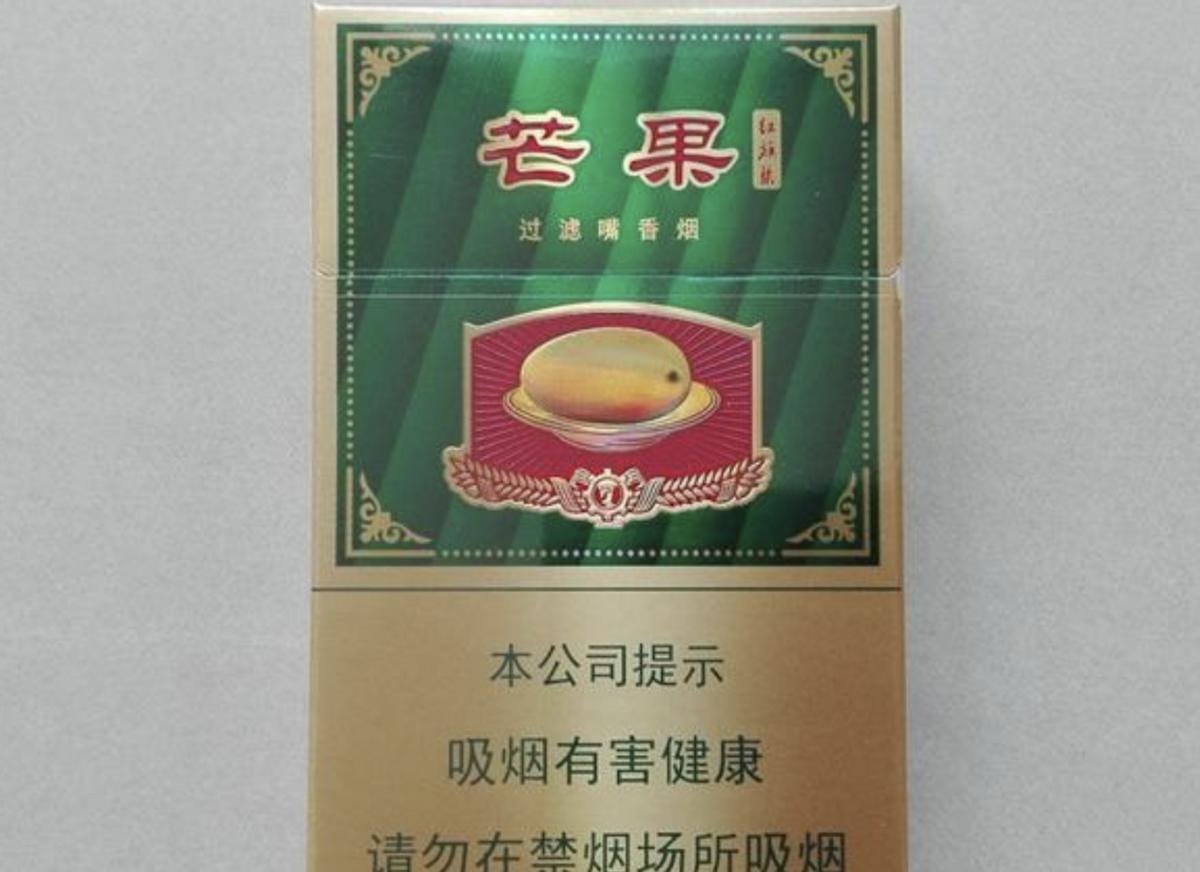 芒果
红旗渠
过滤嘴香烟
本公司提示
吸烟有害健康
请勿在禁烟场所吸烟